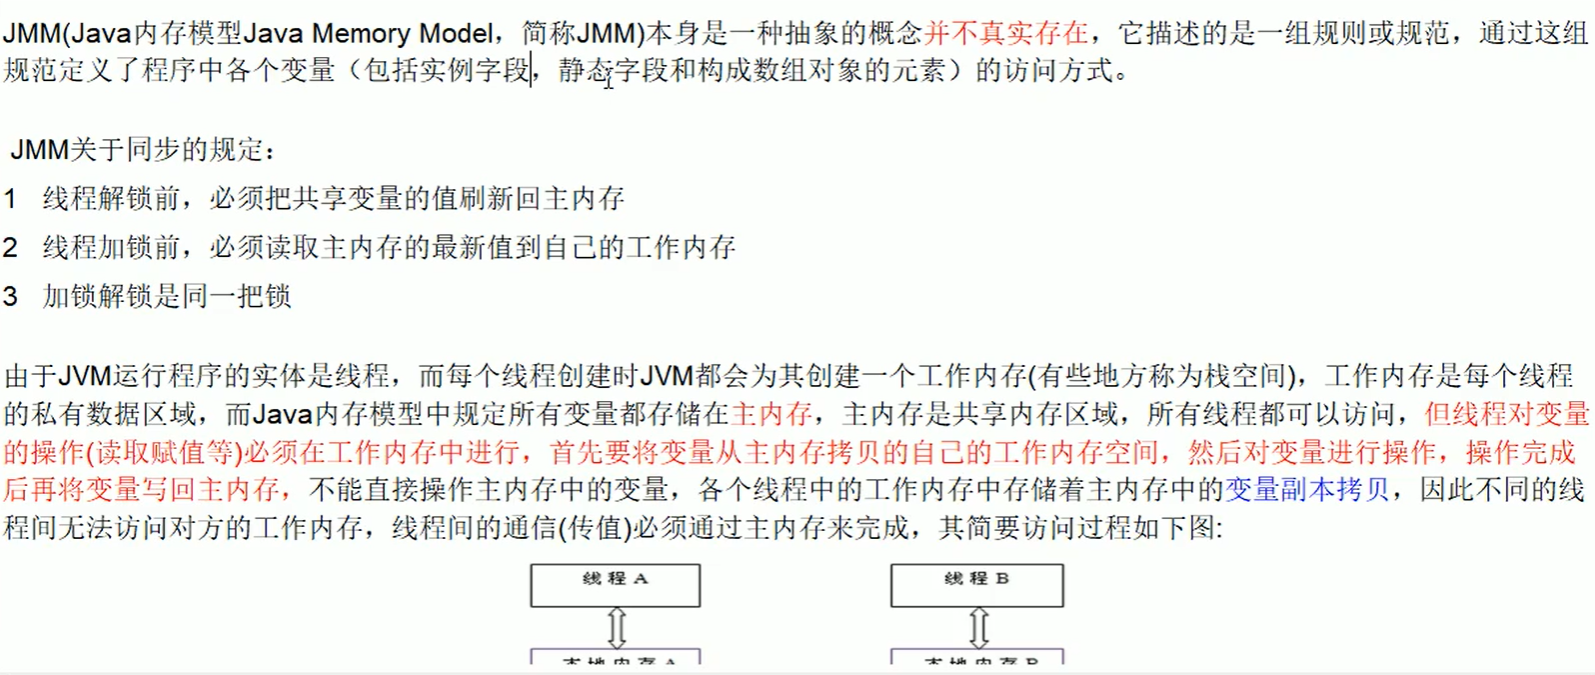 JMM(Java内存模型Java Memory Model，简称JMM)本身是一种抽象的概念并不真实存在，它描述的是一组规则或规范，通过这组
规范定义了程序中各个变量（包括实例字段，静态字段和构成数组对象的元素）的访问方式。
JMM关于同步的规定：
1 线程解锁前，必须把共享变量的值刷新回主内存
2 线程加锁前，必须读取主内存的最新值到自己的工作内存
3 加锁解锁是同一把锁
由于JVM运行程序的实体是线程，而每个线程创建时JVM都会为其创建一个工作内存(有些地方称为栈空间)，工作内存是每个线程
的私有数据区域，而Java内存模型中规定所有变量都存储在主内存，主内存是共享内存区域，所有线程都可以访问，但线程对变量
的操作(读取赋值等)必须在工作内存中进行，首先要将变量从主内存拷贝的自己的工作内存空间，然后对变量进行操作，操作完成
后再将变量写回主内存，不能直接操作主内存中的变量，各个线程中的工作内存中存储着主内存中的变量副本拷贝，因此不同的线
程间无法访问对方的工作内存，线程间的通信(传值)必须通过主内存来完成，其简要访问过程如下图:
线程A 线程B
本地内存A 本地内存B